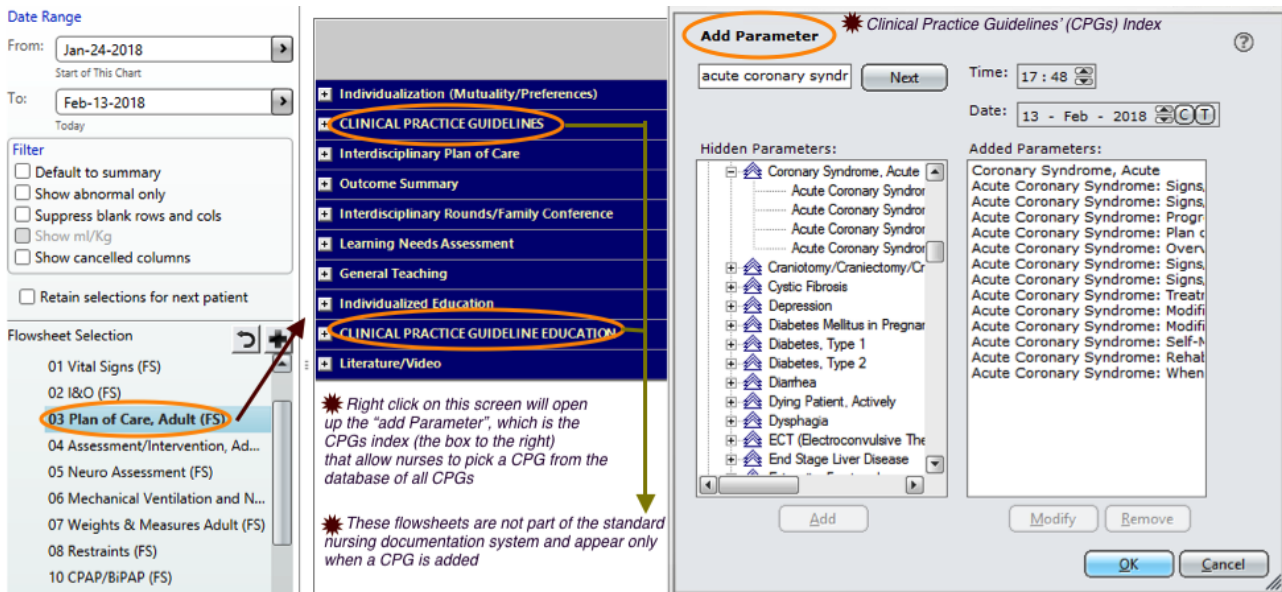 Date Range
From:
Jan-24-2018
Start of This Chart
To:
Feb-13-2018
Today
Filter
Default to summary
Show abnormal only
Suppress blank rows and cols
Show ml/Kg
Show cancelled columns
Retain selections for next patient
Flowsheet Selection
01 Vital Signs (FS)
02 I&O (FS)
03 Plan of Care, Adult (FS)
04 Assessment/Intervention, Ad...
05 Neuro Assessment (FS)
06 Mechanical Ventilation and N...
07 Weights & Measures Adult (FS)
08 Restraints (FS)
10 CPAP/BiPAP (FS)
Individualization (Mutuality/Preferences)
CLINICAL PRACTICE GUIDELINES
Interdisciplinary Plan of Care
Outcome Summary
Interdisciplinary Rounds/Family Conference
Learning Needs Assessment
General Teaching
Individualized Education
CLINICAL PRACTICE GUIDELINE EDUCATION
Literature/Video
Right click on this screen will open
up the “add Parameter”, which is the
CPGs index (the box to the right)
that allow nurses to pick a CPG from the
database of all CPGs
These flowsheets are not part of the standard
nursing documentation system and appear only
when a CPG is added
Clinical Practice Guidelines’ (CPGs) Index
Add Parameter
acute coronary syndr
Next
Time:
17 : 48
Date:
13 - Feb - 2018
C T
Hidden Parameters:
Coronary Syndrome, Acute
Acute Coronary Syndror
Acute Coronary Syndror
Acute Coronary Syndror
Acute Coronary Syndror
Craniotomy/Craniectomy/Cr
Cystic Fibrosis
Depression
Diabetes Mellitus in Pregnar
Diabetes, Type 1
Diabetes, Type 2
Diarrhea
Dying Patient, Actively
Dysphagia
ECT (Electroconvulsive The
End Stage Liver Disease
Add
Added Parameters:
Coronary Syndrome, Acute
Acute Coronary Syndrome: Signs,
Acute Coronary Syndrome: Signs,
Acute Coronary Syndrome: Progr
Acute Coronary Syndrome: Plan c
Acute Coronary Syndrome: Overv
Acute Coronary Syndrome: Signs,
Acute Coronary Syndrome: Signs,
Acute Coronary Syndrome: Treatr
Acute Coronary Syndrome: Modifi
Acute Coronary Syndrome: Modifi
Acute Coronary Syndrome: Self-M
Acute Coronary Syndrome: Rehab
Acute Coronary Syndrome: When
Modify
Remove
OK
Cancel